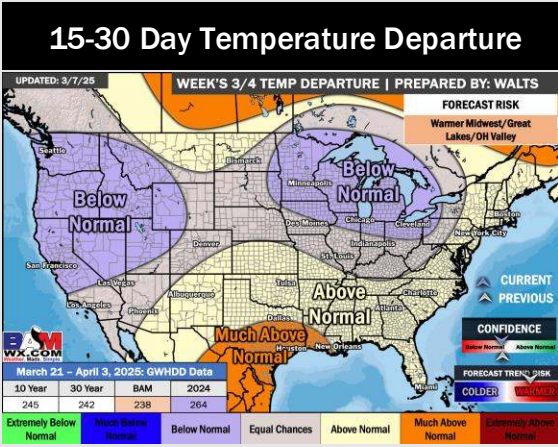 15-30 Day Temperature Departure
UPDATED: 3/7/25
WEEK'S 3/4 TEMP DEPARTURE | PREPARED BY: WALTS
FORECAST RISK
Warmer Midwest/Great
Lakes/OH Valley
Seattle
Bismarck
Below
Normal
Minneapolis
Below
Normal
Boston
Des Moines
Chicago
Cleveland
New York City
Denver
Indianapolis
St. Louis
San Francisco
Las Vegas
CURRENT
PREVIOUS
Los Angeles
Albuquerque
Tulsa
Above
Normal
Charlotte
Phoenix
Dallas
Atlanta
CONFIDENCE
Below Normal
Above Normal
Much Above
Normal
Houston
New Orleans
BAM
WX.COM
Weather. Made. Simple.
FORECAST TREND RISK
COLDER
WARMER
Miami
March 21 – April 3, 2025: GWHDD Data
10 Year 30 Year BAM 2024
245 242 238 264
Extremely Below
Normal
Much Below
Normal
Below Normal
Equal Chances
Above Normal
Much Above
Normal
Extremely Above
Normal